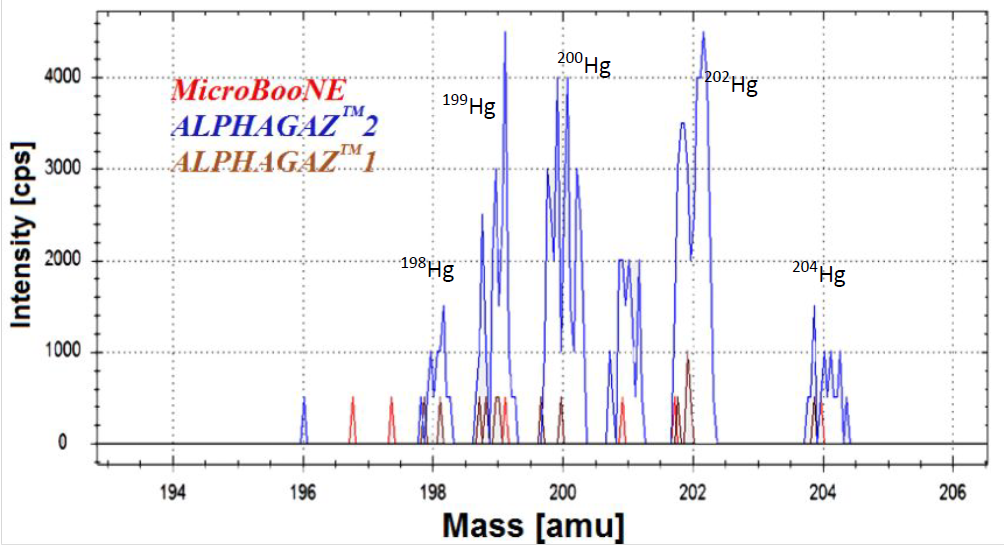 4000
3000
2000
1000
0
Intensity [cps]
MicroBooNE
ALPHAGAZ™2
ALPHAGAZ™1
¹⁹⁸Hg
¹⁹⁹Hg
²⁰⁰Hg
²⁰²Hg
²⁰⁴Hg
194 196 198 200 202 204 206
Mass [amu]